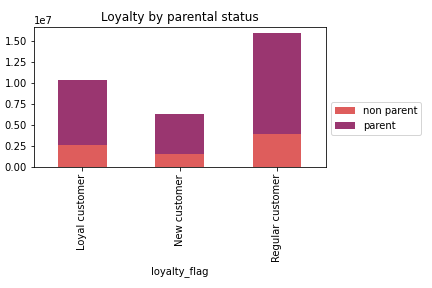 Loyalty by parental status
1e7
1.50
1.25
1.00
0.75
0.50
0.25
0.00
non parent
parent
Loyal customer
New customer
Regular customer
loyalty_flag